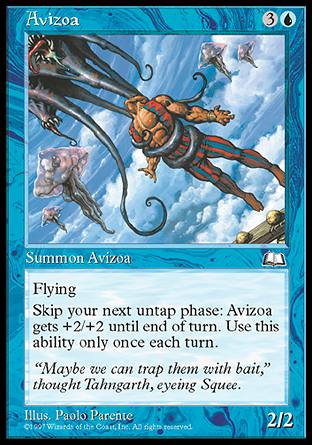 Avizoa 3
Summon Avizoa
Flying
Skip your next untap phase: Avizoa
gets +2/+2 until end of turn. Use this
ability only once each turn.
"Maybe we can trap them with bait,"
thought Tahngarth, eyeing Squee.
Illus. Paolo Parente
©1997 Wizards of the Coast, Inc. All rights reserved.
2/2